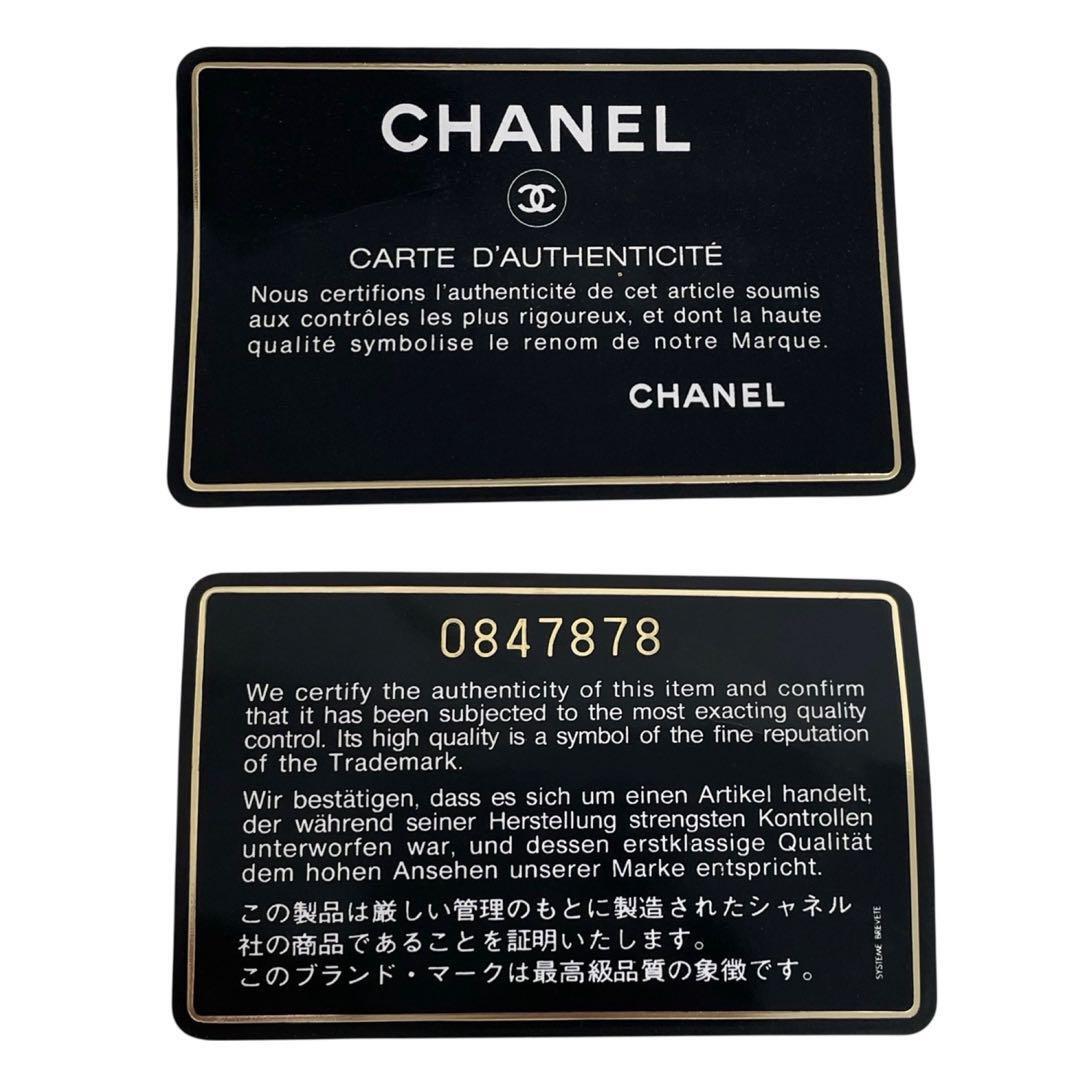 CHANEL
CARTE D'AUTHENTICITÉ
Nous certifions l'authenticité de cet article soumis
aux contrôles les plus rigoureux, et dont la haute
qualité symbolise le renom de notre Marque.
CHANEL
0847878
We certify the authenticity of this item and confirm
that it has been subjected to the most exacting quality
control. Its high quality is a symbol of the fine reputation
of the Trademark.
Wir bestätigen, dass es sich um einen Artikel handelt,
der während seiner Herstellung strengsten Kontrollen
unterworfen war, und dessen erstklassige Qualität
dem hohen Ansehen unserer Marke entspricht.
この製品は厳しい管理のもとに製造されたシャネル
社の商品であることを証明いたします。
このブランド・マークは最高級品質の象徴です。
SYSTEME BREVETE